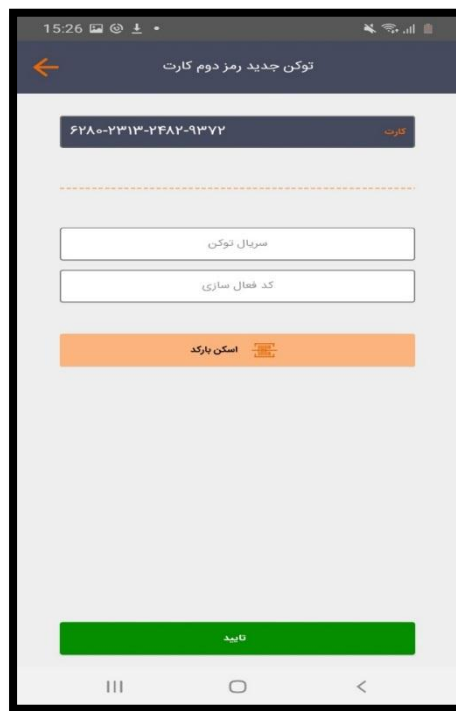 15:26
توکن جدید رمز دوم کارت
کارت ۶۲۸۰-۲۳۱۳-۲۴۸۲-۹۳۷۲
سریال توکن
کد فعال سازی
اسکن بارکد
تایید